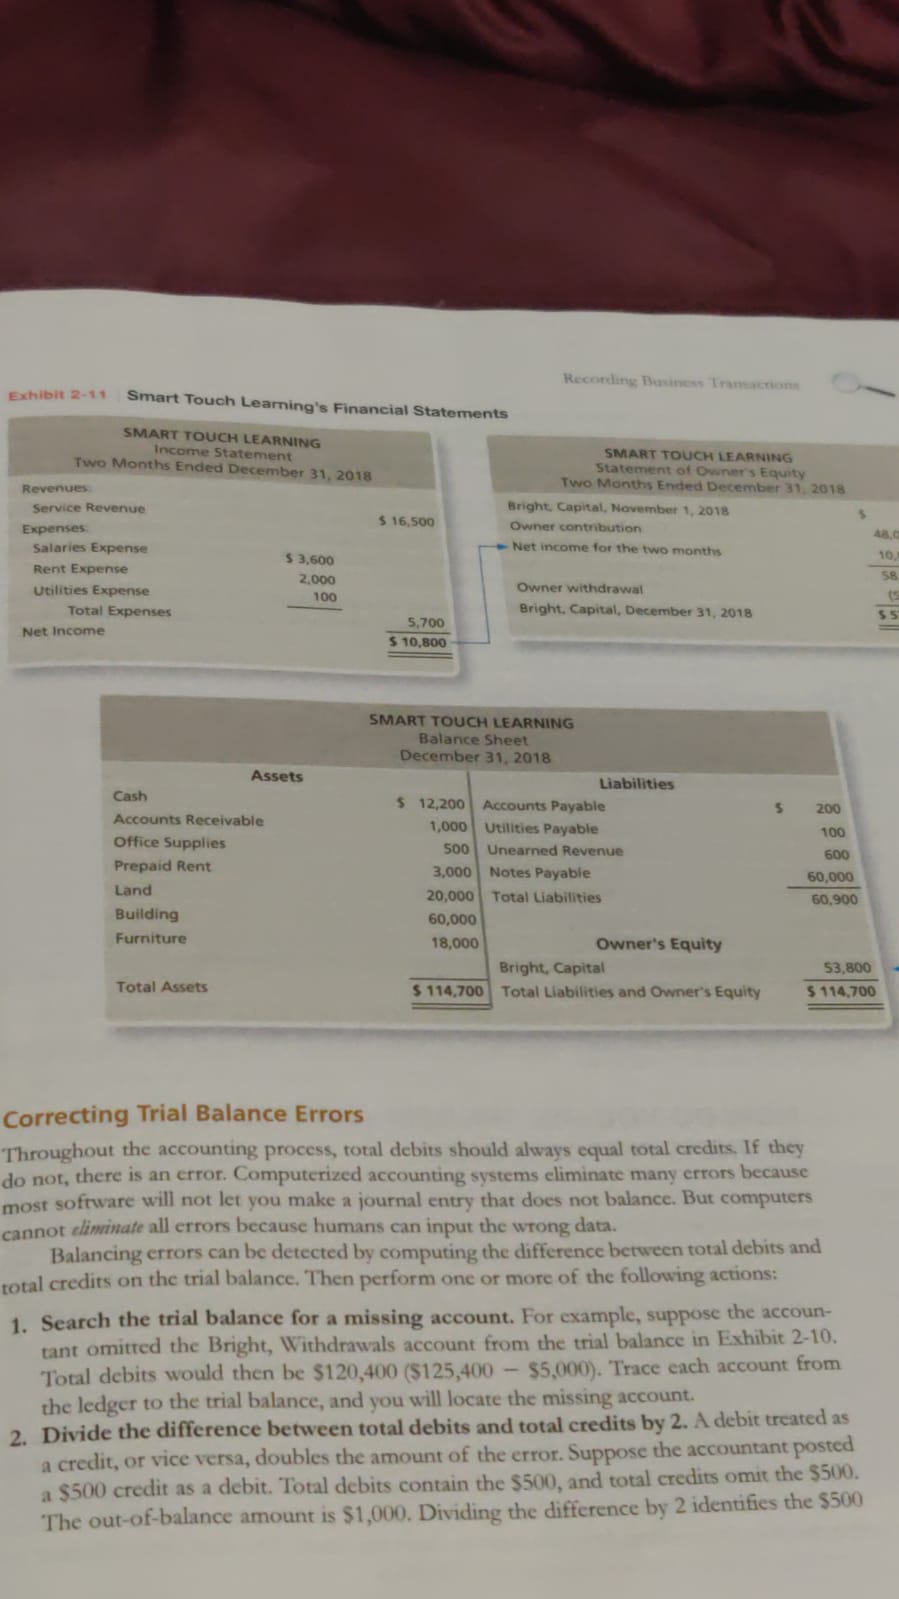 Recording Business Transactions
Exhibit 2-11 Smart Touch Learning's Financial Statements
SMART TOUCH LEARNING
Income Statement
Two Months Ended December 31, 2018
Revenues:
Service Revenue $ 16,500
Expenses:
Salaries Expense $ 3,600
Rent Expense 2,000
Utilities Expense 100
Total Expenses 5,700
Net Income $ 10,800
SMART TOUCH LEARNING
Statement of Owner's Equity
Two Months Ended December 31, 2018
Bright, Capital, November 1, 2018 $
Owner contribution 48,0
Net income for the two months 10,
58
Owner withdrawal (5
Bright, Capital, December 31, 2018 $ 5
SMART TOUCH LEARNING
Balance Sheet
December 31, 2018
Assets Liabilities
Cash $ 12,200 Accounts Payable $ 200
Accounts Receivable 1,000 Utilities Payable 100
Office Supplies 500 Unearned Revenue 600
Prepaid Rent 3,000 Notes Payable 60,000
Land 20,000 Total Liabilities 60,900
Building 60,000
Furniture 18,000 Owner's Equity
Bright, Capital 53,800
Total Assets $ 114,700 Total Liabilities and Owner's Equity $ 114,700
Correcting Trial Balance Errors
Throughout the accounting process, total debits should always equal total credits. If they
do not, there is an error. Computerized accounting systems eliminate many errors because
most software will not let you make a journal entry that does not balance. But computers
cannot eliminate all errors because humans can input the wrong data.
Balancing errors can be detected by computing the difference between total debits and
total credits on the trial balance. Then perform one or more of the following actions:
1. Search the trial balance for a missing account. For example, suppose the accoun-
tant omitted the Bright, Withdrawals account from the trial balance in Exhibit 2-10.
Total debits would then be $120,400 ($125,400 − $5,000). Trace each account from
the ledger to the trial balance, and you will locate the missing account.
2. Divide the difference between total debits and total credits by 2. A debit treated as
a credit, or vice versa, doubles the amount of the error. Suppose the accountant posted
a $500 credit as a debit. Total debits contain the $500, and total credits omit the $500.
The out-of-balance amount is $1,000. Dividing the difference by 2 identifies the $500